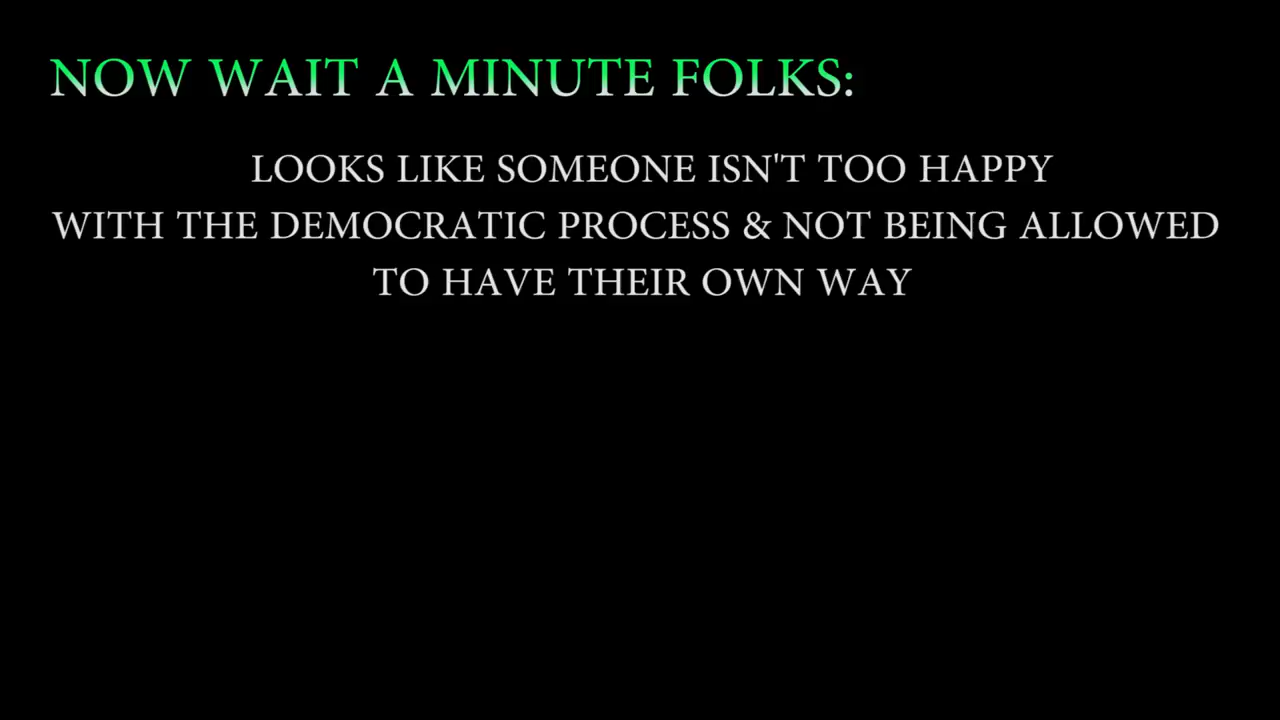 NOW WAIT A MINUTE FOLKS:
LOOKS LIKE SOMEONE ISN'T TOO HAPPY
WITH THE DEMOCRATIC PROCESS & NOT BEING ALLOWED
TO HAVE THEIR OWN WAY